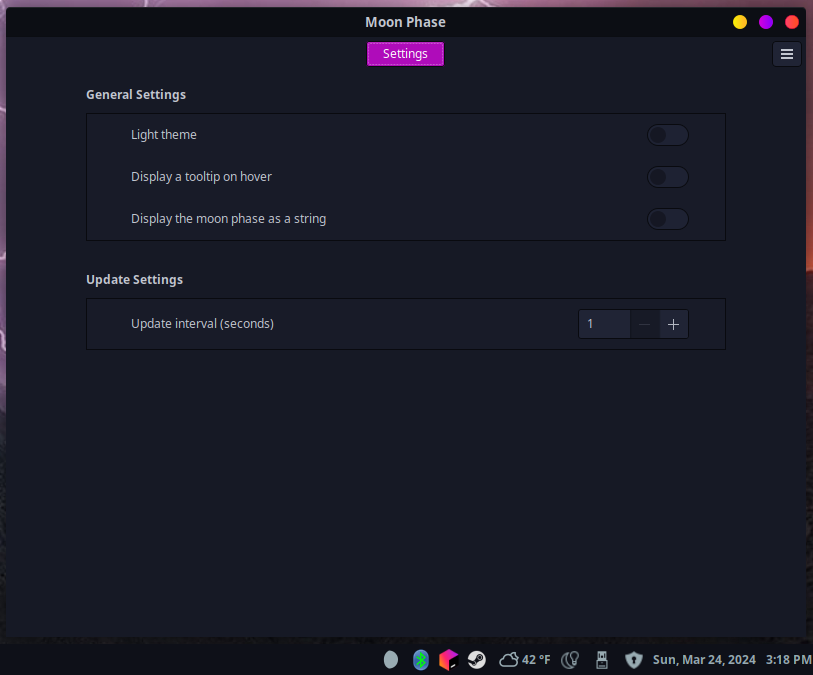 Moon Phase
Settings
General Settings
Light theme
Display a tooltip on hover
Display the moon phase as a string
Update Settings
Update interval (seconds) 1
42 °F Sun, Mar 24, 2024 3:18 PM